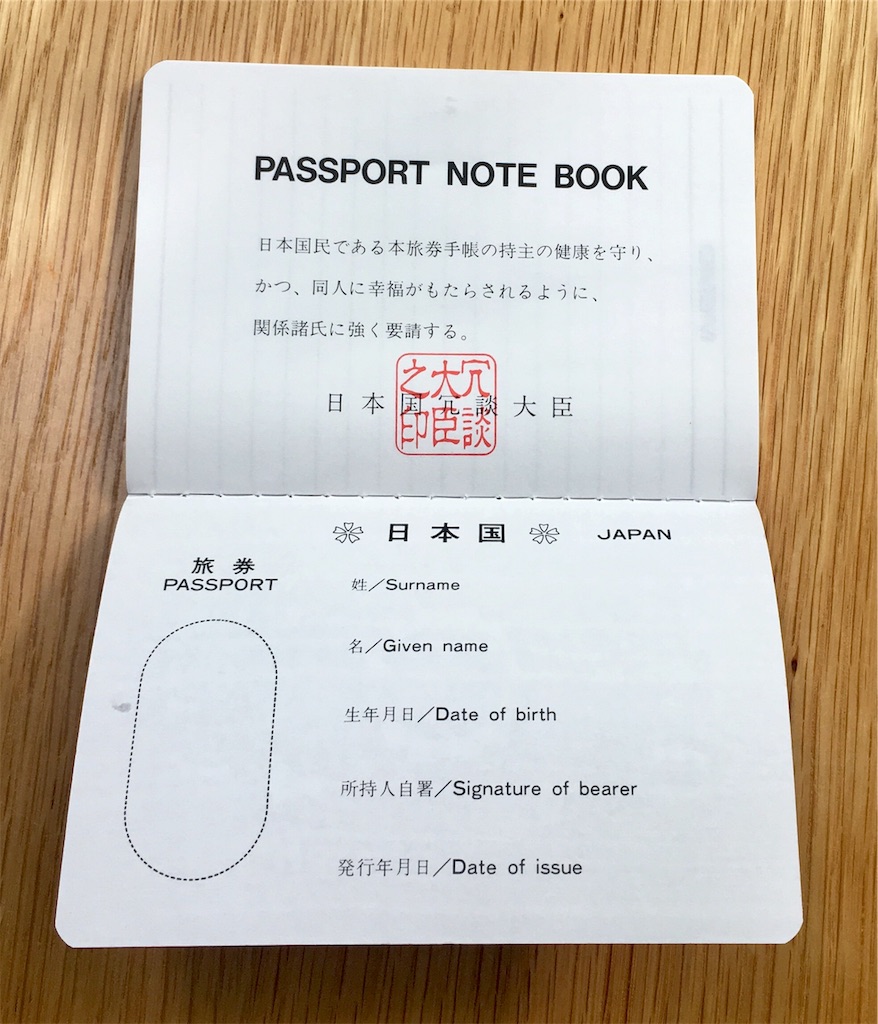 PASSPORT NOTE BOOK
日本国民である本旅券手帳の持主の健康を守り、
かつ、同人に幸福がもたらされるように、
関係諸氏に強く要請する。
日本国冗談大臣
冗談
大臣
之印
日本国 JAPAN
旅券
PASSPORT
姓／Surname
名／Given name
生年月日／Date of birth
所持人自署／Signature of bearer
発行年月日／Date of issue